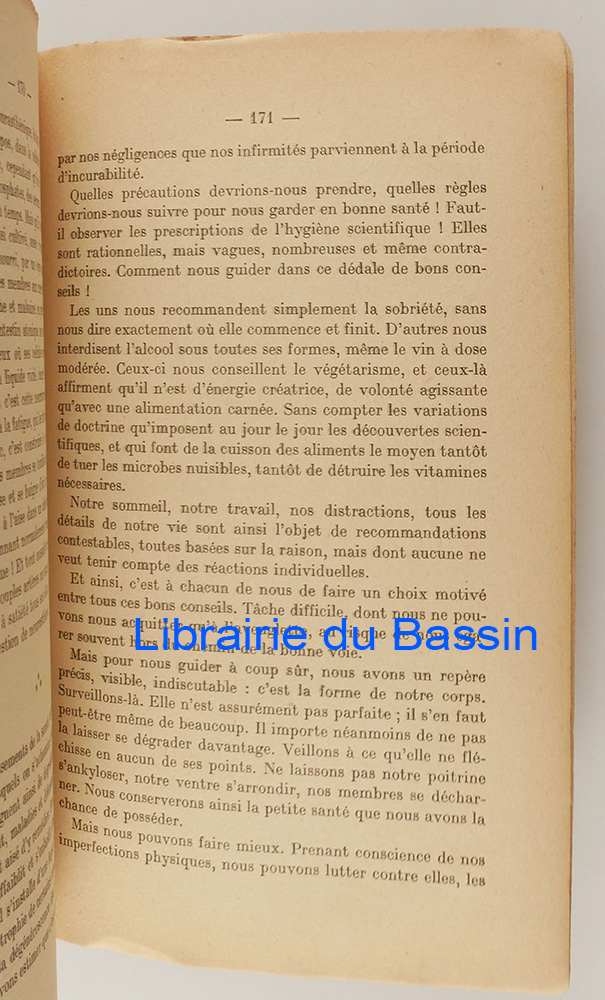 — 170 —
— 171 —
par nos négligences que nos infirmités parviennent à la période
d'incurabilité.
Quelles précautions devrions-nous prendre, quelles règles
devrions-nous suivre pour nous garder en bonne santé ! Faut-
il observer les prescriptions de l'hygiène scientifique ! Elles
sont rationnelles, mais vagues, nombreuses et même contra-
dictoires. Comment nous guider dans ce dédale de bons con-
seils !
Les uns nous recommandent simplement la sobriété, sans
nous dire exactement où elle commence et finit. D'autres nous
interdisent l'alcool sous toutes ses formes, même le vin à dose
modérée. Ceux-ci nous conseillent le végétarisme, et ceux-là
affirment qu'il n'est d'énergie créatrice, de volonté agissante
qu'avec une alimentation carnée. Sans compter les variations
de doctrine qu'imposent au jour le jour les découvertes scien-
tifiques, et qui font de la cuisson des aliments le moyen tantôt
de tuer les microbes nuisibles, tantôt de détruire les vitamines
nécessaires.
Notre sommeil, notre travail, nos distractions, tous les
détails de notre vie sont ainsi l'objet de recommandations
contestables, toutes basées sur la raison, mais dont aucune ne
veut tenir compte des réactions individuelles.
Et ainsi, c'est à chacun de nous de faire un choix motivé
entre tous ces bons conseils. Tâche difficile, dont nous ne pou-
vons nous acquitter qu'à l'aveuglette, au risque de nous éga-
rer souvent hors du chemin de la bonne voie.
Librairie du Bassin
Mais pour nous guider à coup sûr, nous avons un repère
précis, visible, indiscutable : c'est la forme de notre corps.
Surveillons-là. Elle n'est assurément pas parfaite ; il s'en faut
peut-être même de beaucoup. Il importe néanmoins de ne pas
la laisser se dégrader davantage. Veillons à ce qu'elle ne flé-
chisse en aucun de ses points. Ne laissons pas notre poitrine
s'ankyloser, notre ventre s'arrondir, nos membres se déchar-
ner. Nous conserverons ainsi la petite santé que nous avons la
chance de posséder.
Mais nous pouvons faire mieux. Prenant conscience de nos
imperfections physiques, nous pouvons lutter contre elles, les